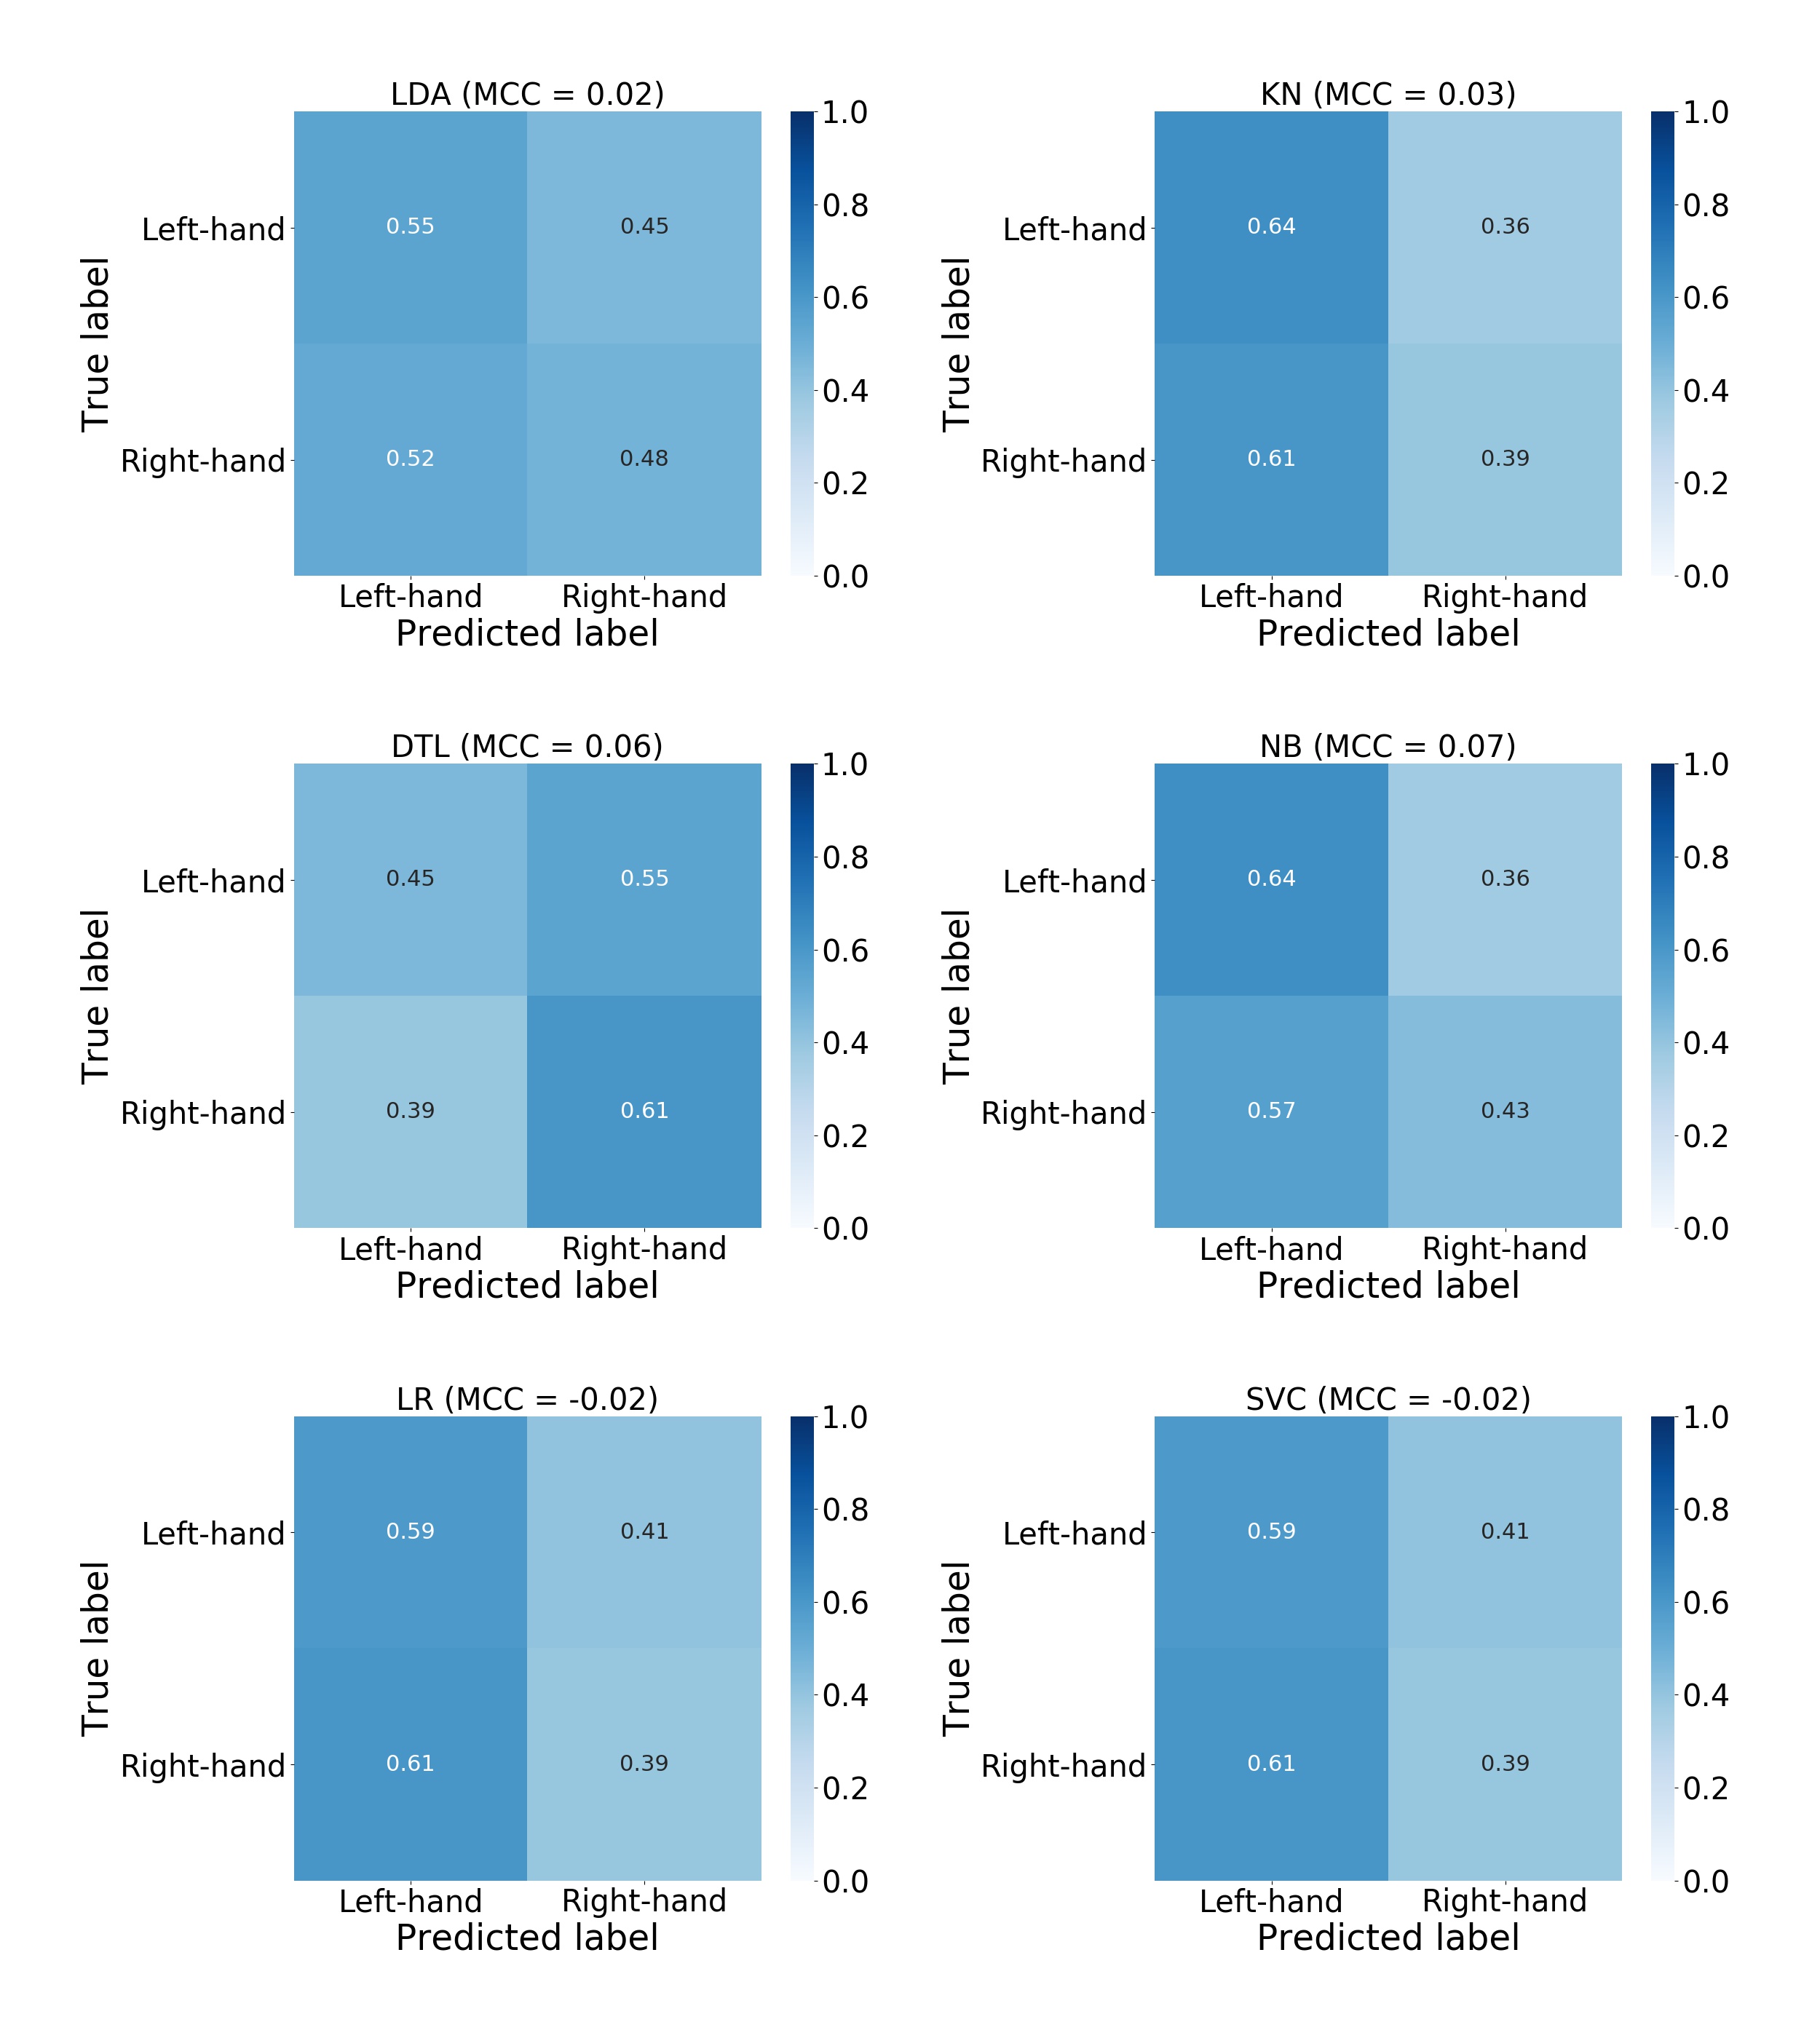 LDA (MCC = 0.02)
True label
Left-hand
Right-hand
0.55 0.45
0.52 0.48
1.0
0.8
0.6
0.4
0.2
0.0
Left-hand Right-hand
Predicted label
KN (MCC = 0.03)
True label
Left-hand
Right-hand
0.64 0.36
0.61 0.39
1.0
0.8
0.6
0.4
0.2
0.0
Left-hand Right-hand
Predicted label
DTL (MCC = 0.06)
True label
Left-hand
Right-hand
0.45 0.55
0.39 0.61
1.0
0.8
0.6
0.4
0.2
0.0
Left-hand Right-hand
Predicted label
NB (MCC = 0.07)
True label
Left-hand
Right-hand
0.64 0.36
0.57 0.43
1.0
0.8
0.6
0.4
0.2
0.0
Left-hand Right-hand
Predicted label
LR (MCC = -0.02)
True label
Left-hand
Right-hand
0.59 0.41
0.61 0.39
1.0
0.8
0.6
0.4
0.2
0.0
Left-hand Right-hand
Predicted label
SVC (MCC = -0.02)
True label
Left-hand
Right-hand
0.59 0.41
0.61 0.39
1.0
0.8
0.6
0.4
0.2
0.0
Left-hand Right-hand
Predicted label